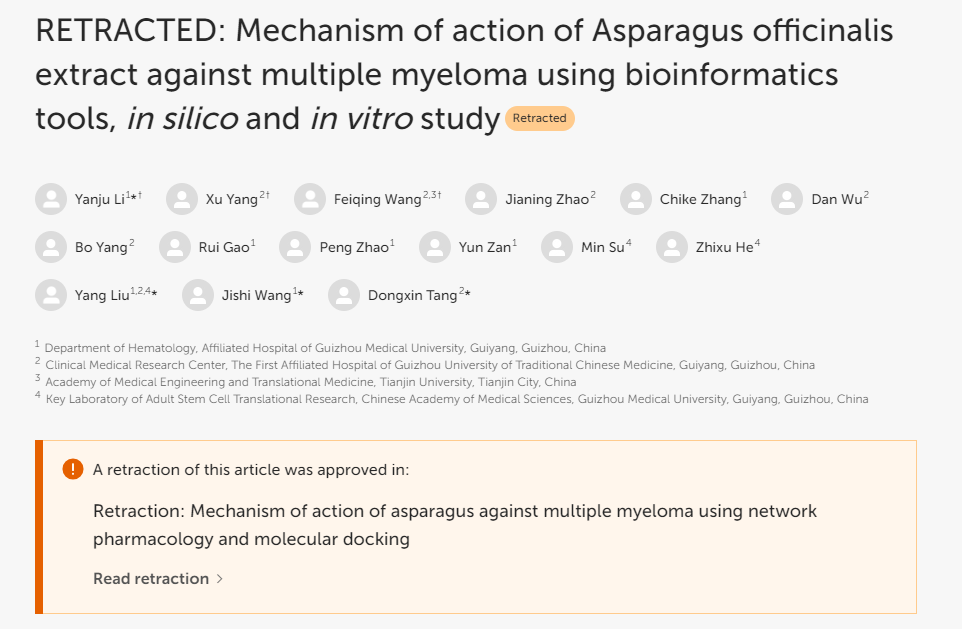 RETRACTED: Mechanism of action of Asparagus officinalis
extract against multiple myeloma using bioinformatics
tools, in silico and in vitro study Retracted
Yanju Li1*† Xu Yang2† Feiqing Wang2,3† Jianing Zhao2 Chike Zhang1 Dan Wu2
Bo Yang2 Rui Gao1 Peng Zhao1 Yun Zan1 Min Su4 Zhixu He4
Yang Liu1,2,4* Jishi Wang1* Dongxin Tang2*
1 Department of Hematology, Affiliated Hospital of Guizhou Medical University, Guiyang, Guizhou, China
2 Clinical Medical Research Center, The First Affiliated Hospital of Guizhou University of Traditional Chinese Medicine, Guiyang, Guizhou, China
3 Academy of Medical Engineering and Translational Medicine, Tianjin University, Tianjin City, China
4 Key Laboratory of Adult Stem Cell Translational Research, Chinese Academy of Medical Sciences, Guizhou Medical University, Guiyang, Guizhou, China
A retraction of this article was approved in:
Retraction: Mechanism of action of asparagus against multiple myeloma using network
pharmacology and molecular docking
Read retraction